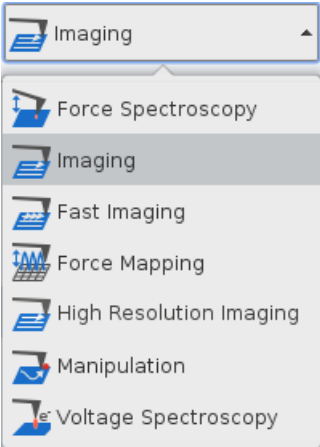 Imaging
Force Spectroscopy
Imaging
Fast Imaging
Force Mapping
High Resolution Imaging
Manipulation
e⁻ Voltage Spectroscopy